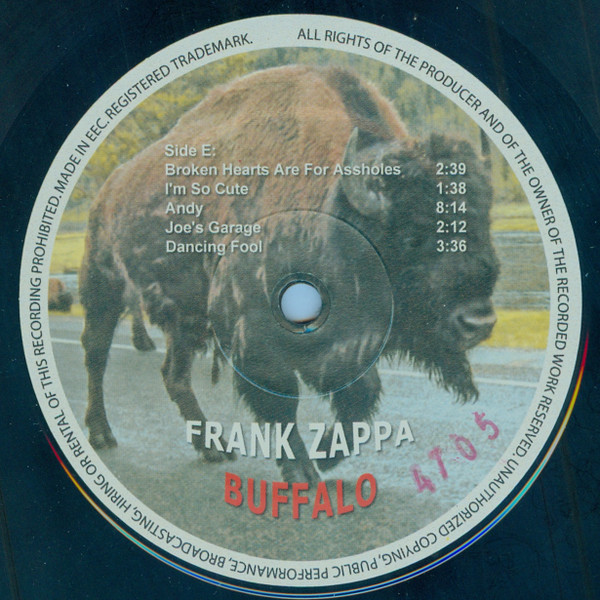 ALL RIGHTS OF THE PRODUCER AND OF THE OWNER OF THE RECORDED WORK RESERVED. UNAUTHORIZED COPYING, PUBLIC PERFORMANCE, BROADCASTING, HIRING OR RENTAL OF THIS RECORDING PROHIBITED. MADE IN EEC. REGISTERED TRADEMARK.
Side E:
Broken Hearts Are For Assholes 2:39
I'm So Cute 1:38
Andy 8:14
Joe's Garage 2:12
Dancing Fool 3:36
FRANK ZAPPA
BUFFALO
4705